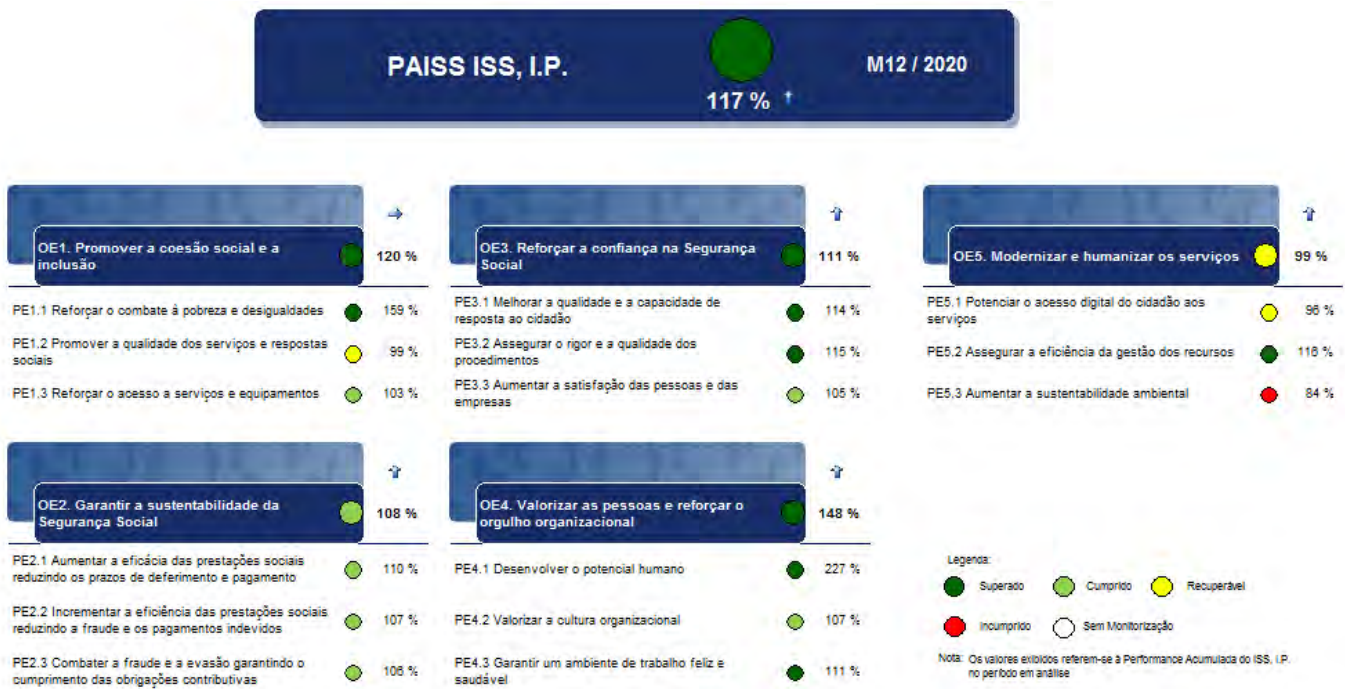 PAISS ISS, I.P.
117 %
M12 / 2020
OE1. Promover a coesão social e a
inclusão
120 %
PE1.1 Reforçar o combate à pobreza e desigualdades
159 %
PE1.2 Promover a qualidade dos serviços e respostas
sociais
99 %
PE1.3 Reforçar o acesso a serviços e equipamentos
103 %
OE3. Reforçar a confiança na Segurança
Social
111 %
PE3.1 Melhorar a qualidade e a capacidade de
resposta ao cidadão
114 %
PE3.2 Assegurar o rigor e a qualidade dos
procedimentos
115 %
PE3.3 Aumentar a satisfação das pessoas e das
empresas
105 %
OE5. Modernizar e humanizar os serviços
99 %
PE5.1 Potenciar o acesso digital do cidadão aos
serviços
96 %
PE5.2 Assegurar a eficiência da gestão dos recursos
116 %
PE5.3 Aumentar a sustentabilidade ambiental
84 %
OE2. Garantir a sustentabilidade da
Segurança Social
108 %
PE2.1 Aumentar a eficácia das prestações sociais
reduzindo os prazos de deferimento e pagamento
110 %
PE2.2 Incrementar a eficiência das prestações sociais
reduzindo a fraude e os pagamentos indevidos
107 %
PE2.3 Combater a fraude e a evasão garantindo o
cumprimento das obrigações contributivas
106 %
OE4. Valorizar as pessoas e reforçar o
orgulho organizacional
148 %
PE4.1 Desenvolver o potencial humano
227 %
PE4.2 Valorizar a cultura organizacional
107 %
PE4.3 Garantir um ambiente de trabalho feliz e
saudável
111 %
Legenda:
Superado
Cumprido
Recuperável
Incumprido
Sem Monitorização
Nota: Os valores exibidos referem-se à Performance Acumulada do ISS, I.P.
no período em análise